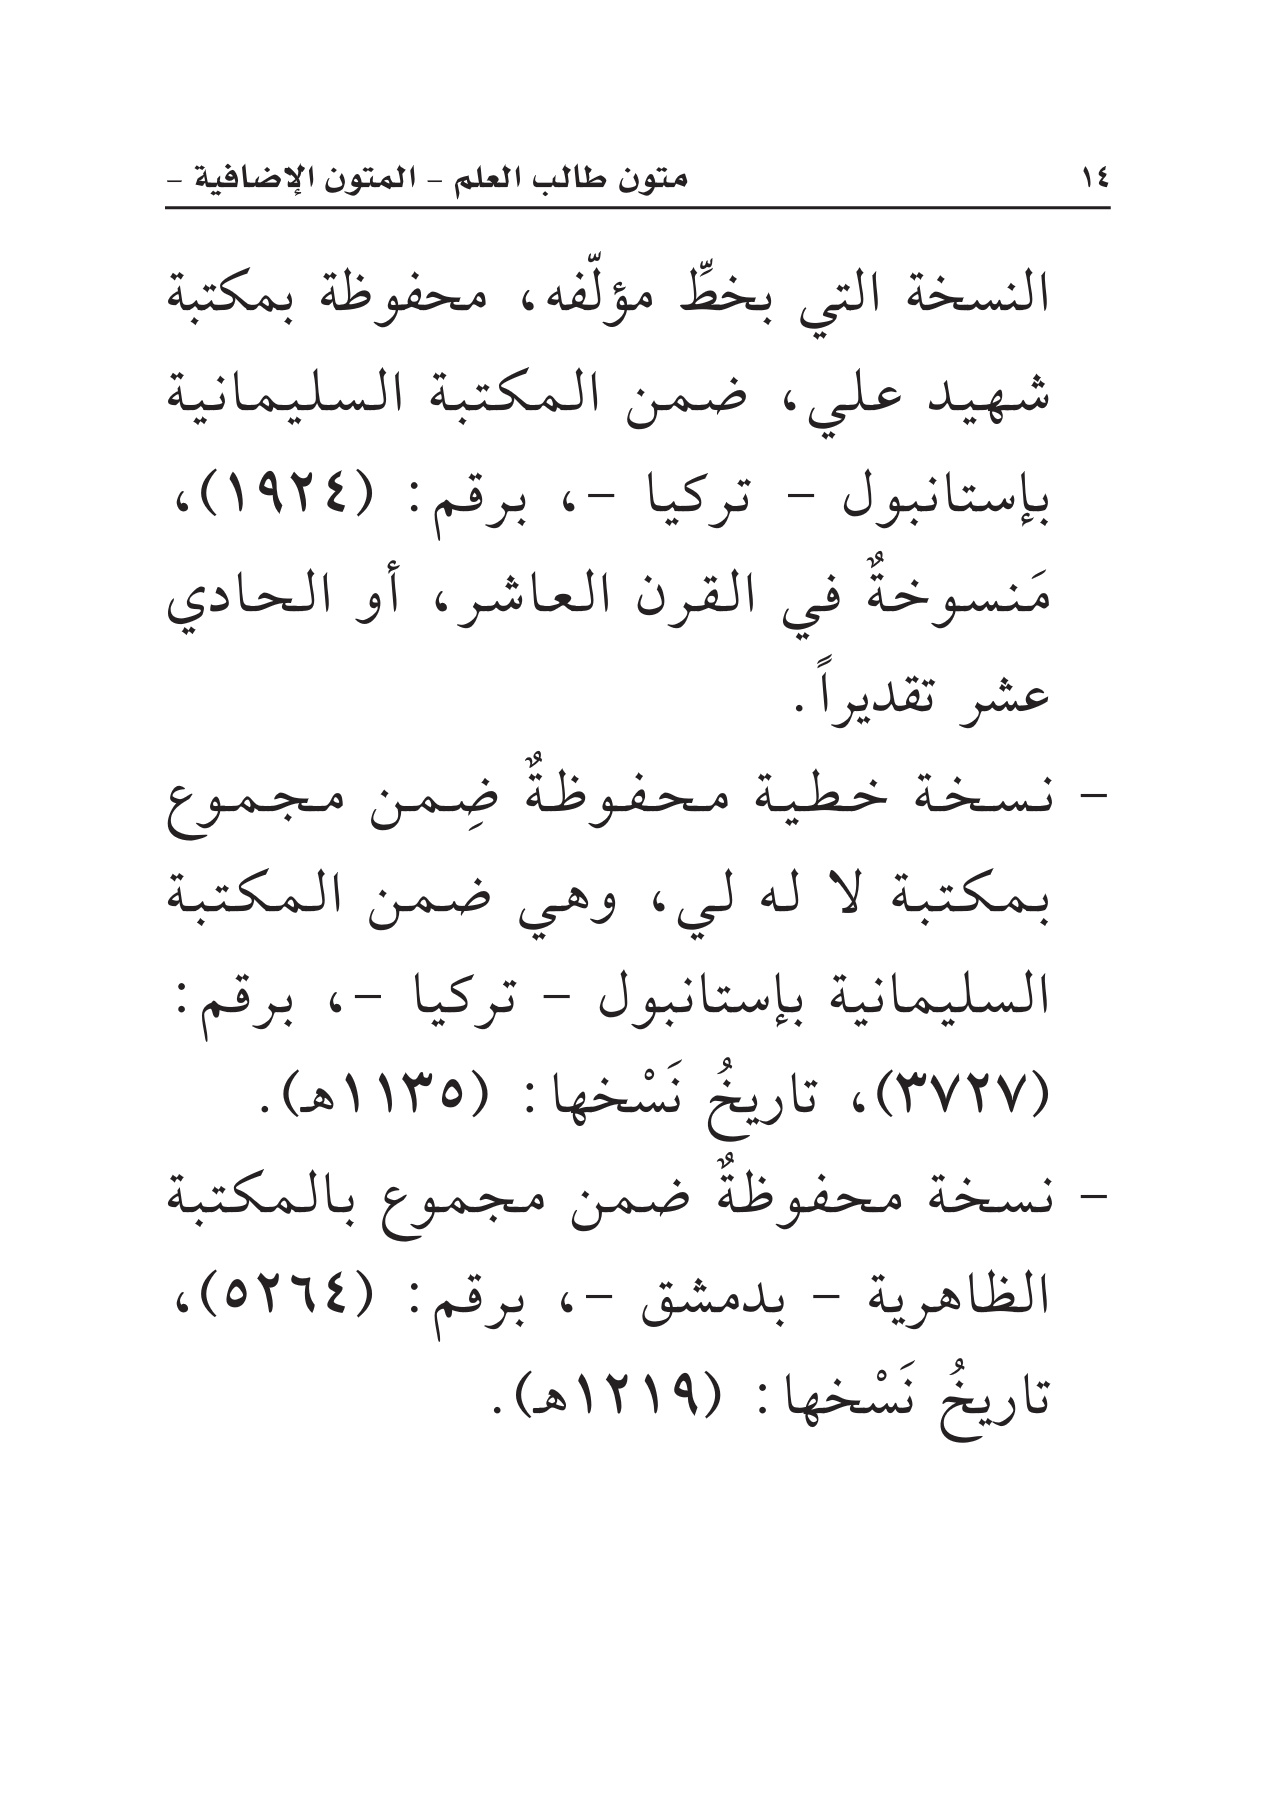 ١٤ متون طالب العلم – المتون الإضافية –
النسخة التي بخطِّ مؤلّفه، محفوظة بمكتبة
شهيد علي، ضمن المكتبة السليمانية
بإستانبول – تركيا –، برقم: (١٩٢٤)،
مَنسوخةٌ في القرن العاشر، أو الحادي
عشر تقديراً.
– نسخة خطية محفوظةٌ ضِمن مجموع
بمكتبة لا له لي، وهي ضمن المكتبة
السليمانية بإستانبول – تركيا –، برقم:
(٣٧٢٧)، تاريخُ نَسْخها: (١١٣٥هـ).
– نسخة محفوظةٌ ضمن مجموع بالمكتبة
الظاهرية – بدمشق –، برقم: (٥٢٦٤)،
تاريخُ نَسْخها: (١٢١٩هـ).